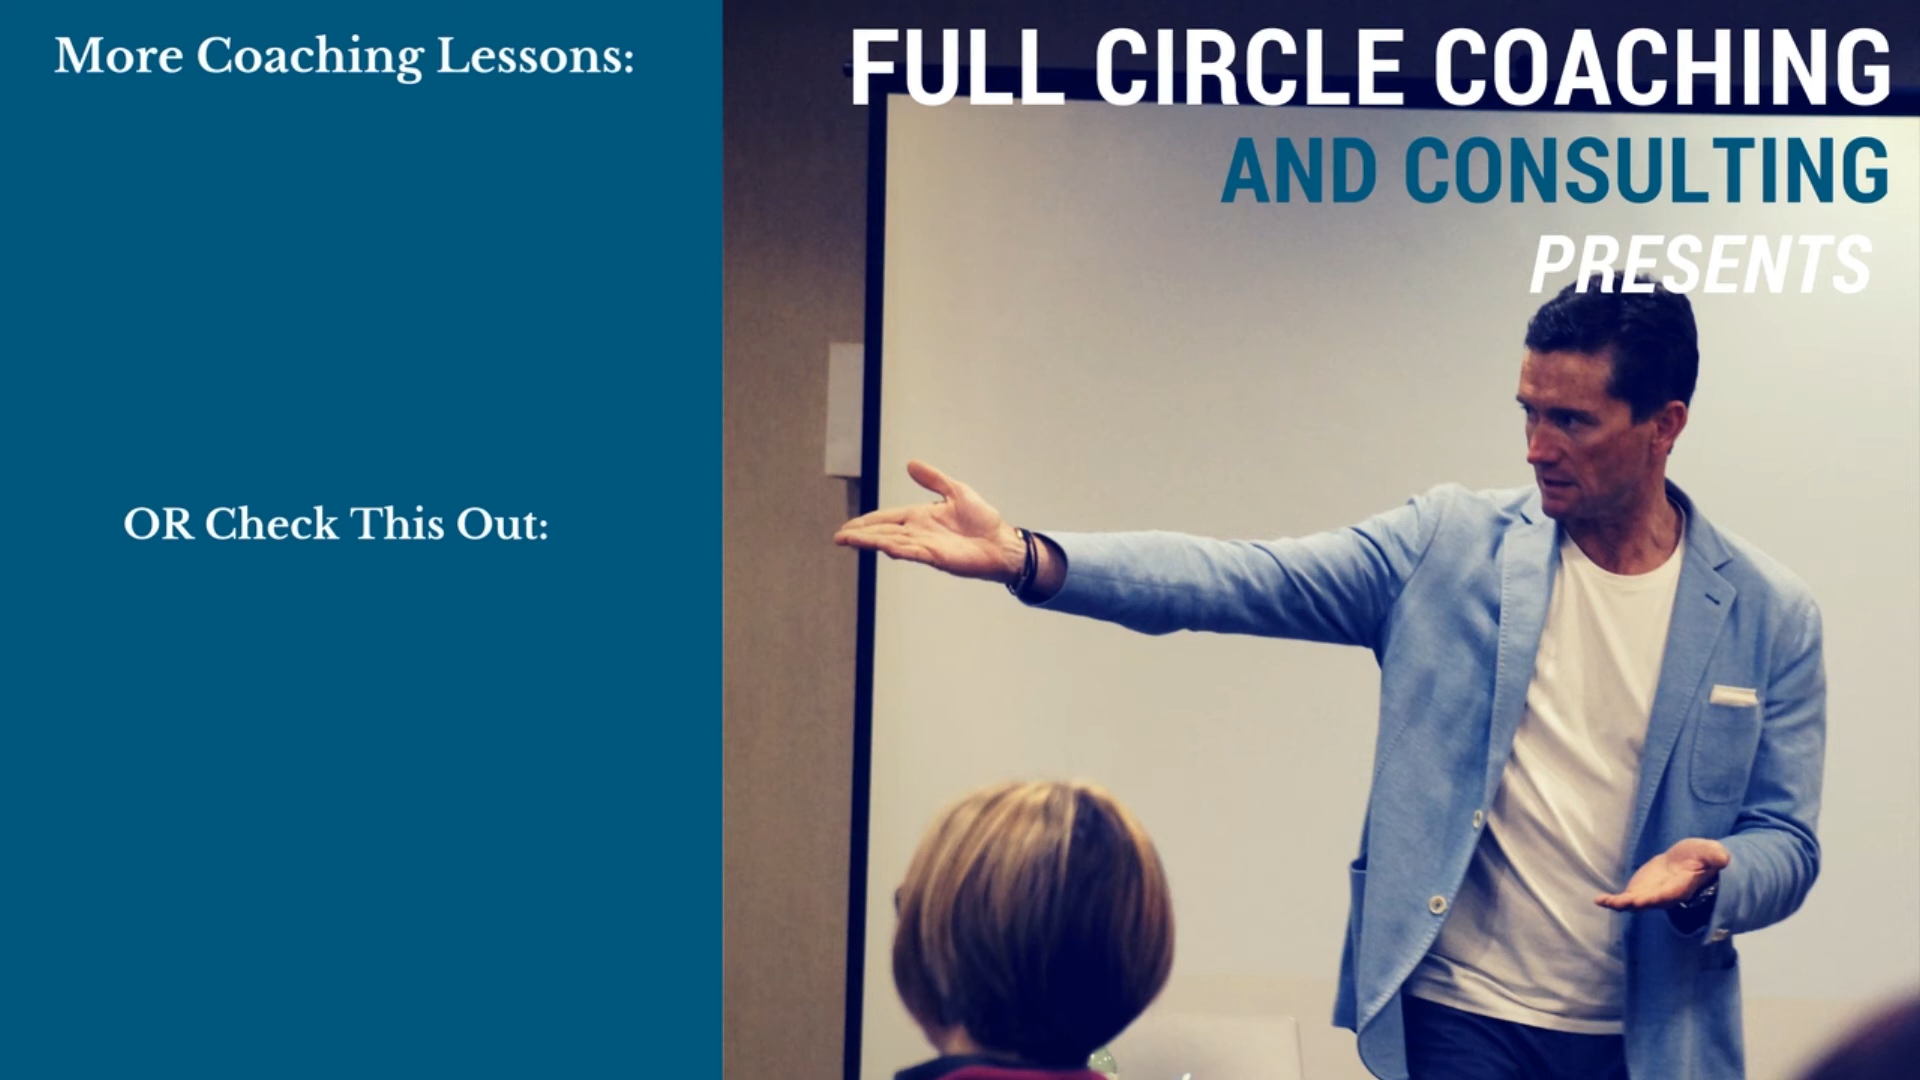 More Coaching Lessons:
OR Check This Out:
FULL CIRCLE COACHING
AND CONSULTING
PRESENTS